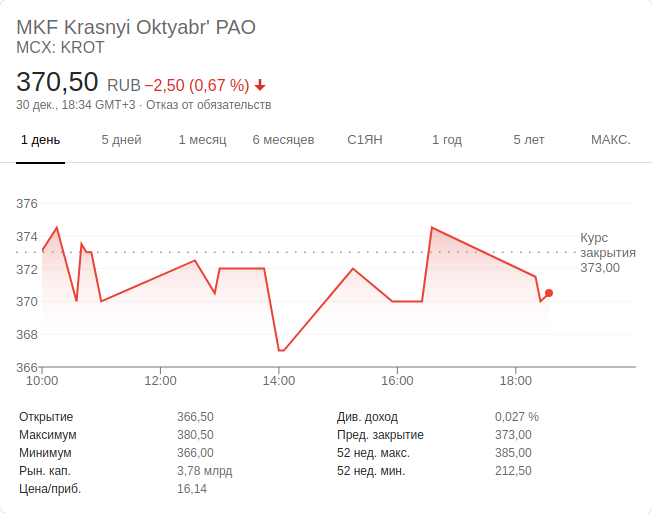 MKF Krasnyi Oktyabr' PAO
MCX: KROT
370,50 RUB −2,50 (0,67 %)
30 дек., 18:34 GMT+3 · Отказ от обязательств
1 день 5 дней 1 месяц 6 месяцев С1ЯН 1 год 5 лет МАКС.
376
374
372
370
368
366
Курс
закрытия
373,00
10:00 12:00 14:00 16:00 18:00
Открытие 366,50 Див. доход 0,027 %
Максимум 380,50 Пред. закрытие 373,00
Минимум 366,00 52 нед. макс. 385,00
Рын. кап. 3,78 млрд 52 нед. мин. 212,50
Цена/приб. 16,14